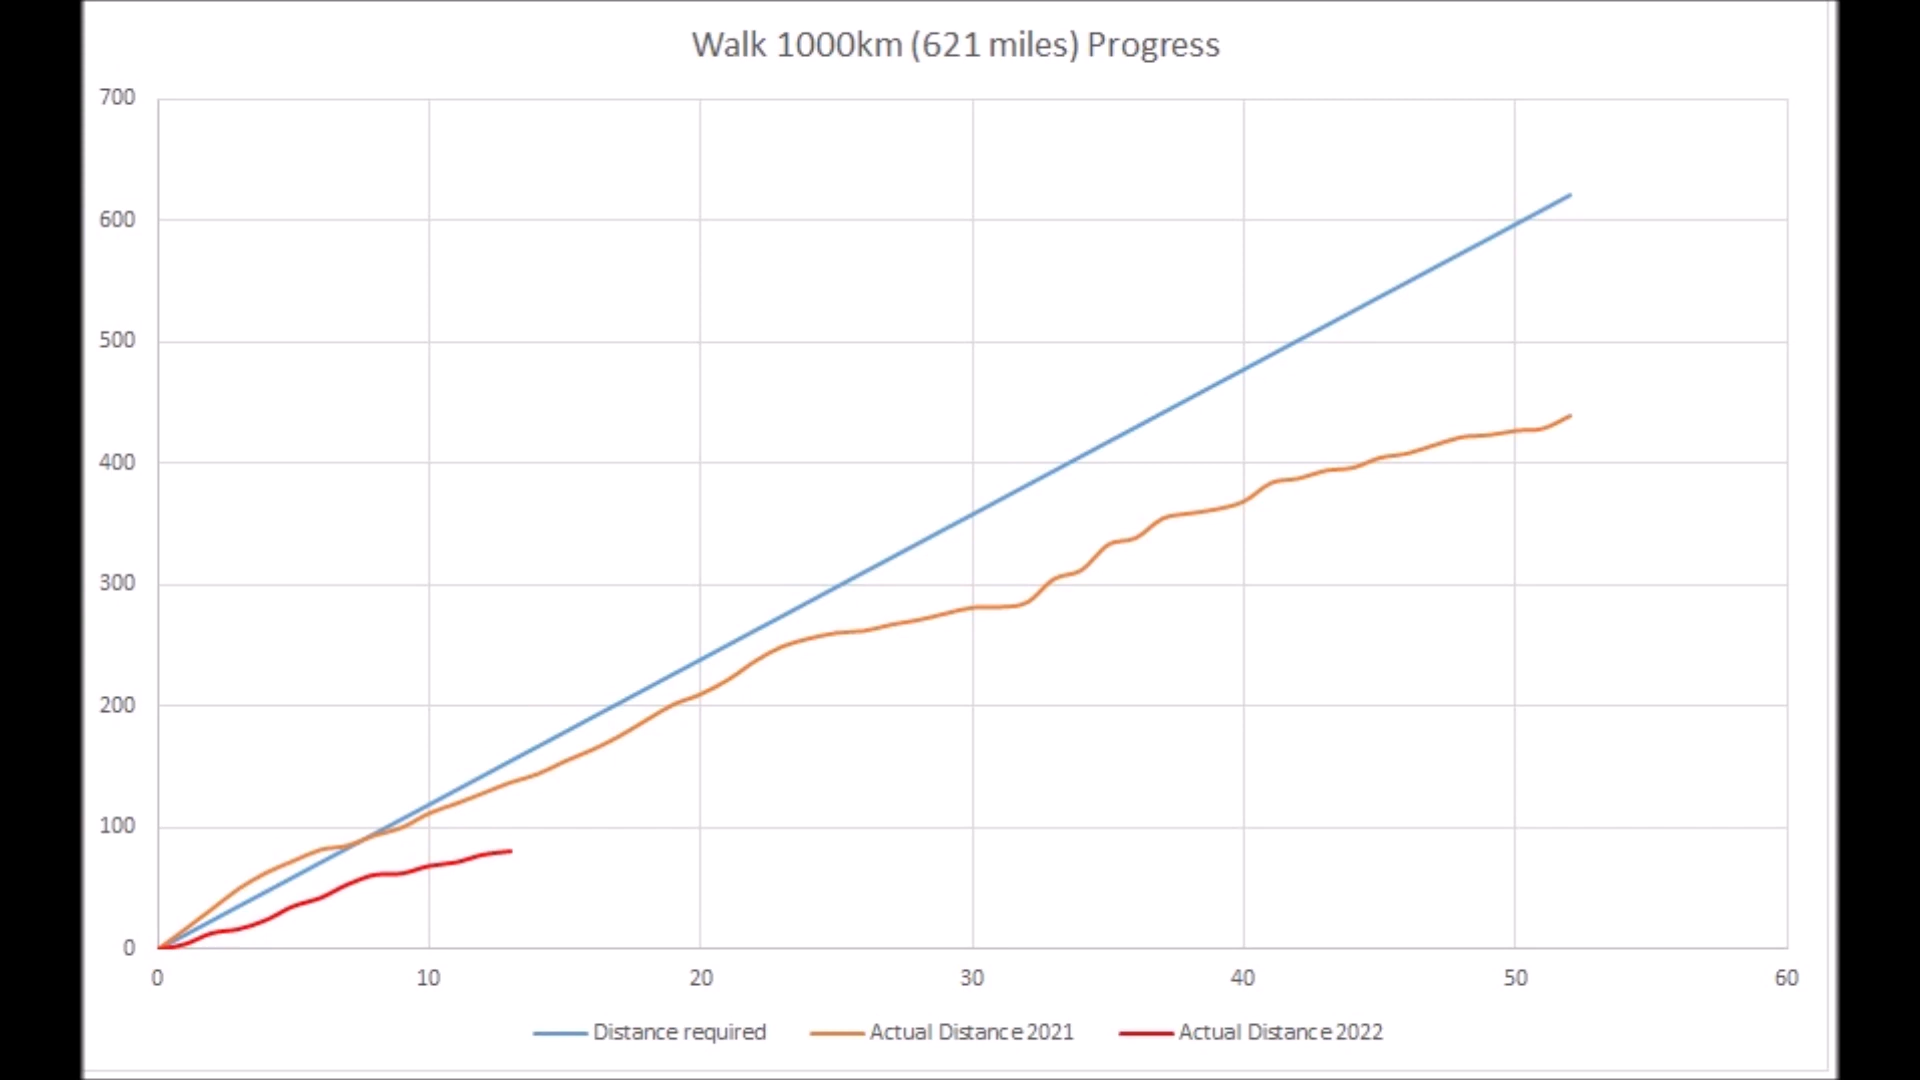 Walk 1000km (621 miles) Progress
700
600
500
400
300
200
100
0
0 10 20 30 40 50 60
Distance required Actual Distance 2021 Actual Distance 2022